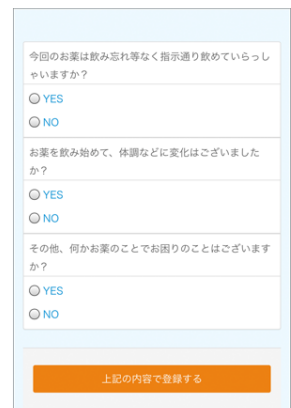 今回のお薬は飲み忘れ等なく指示通り飲めていらっし
ゃいますか？
YES
NO
お薬を飲み始めて、体調などに変化はございました
か？
YES
NO
その他、何かお薬のことでお困りのことはございます
か？
YES
NO
上記の内容で登録する